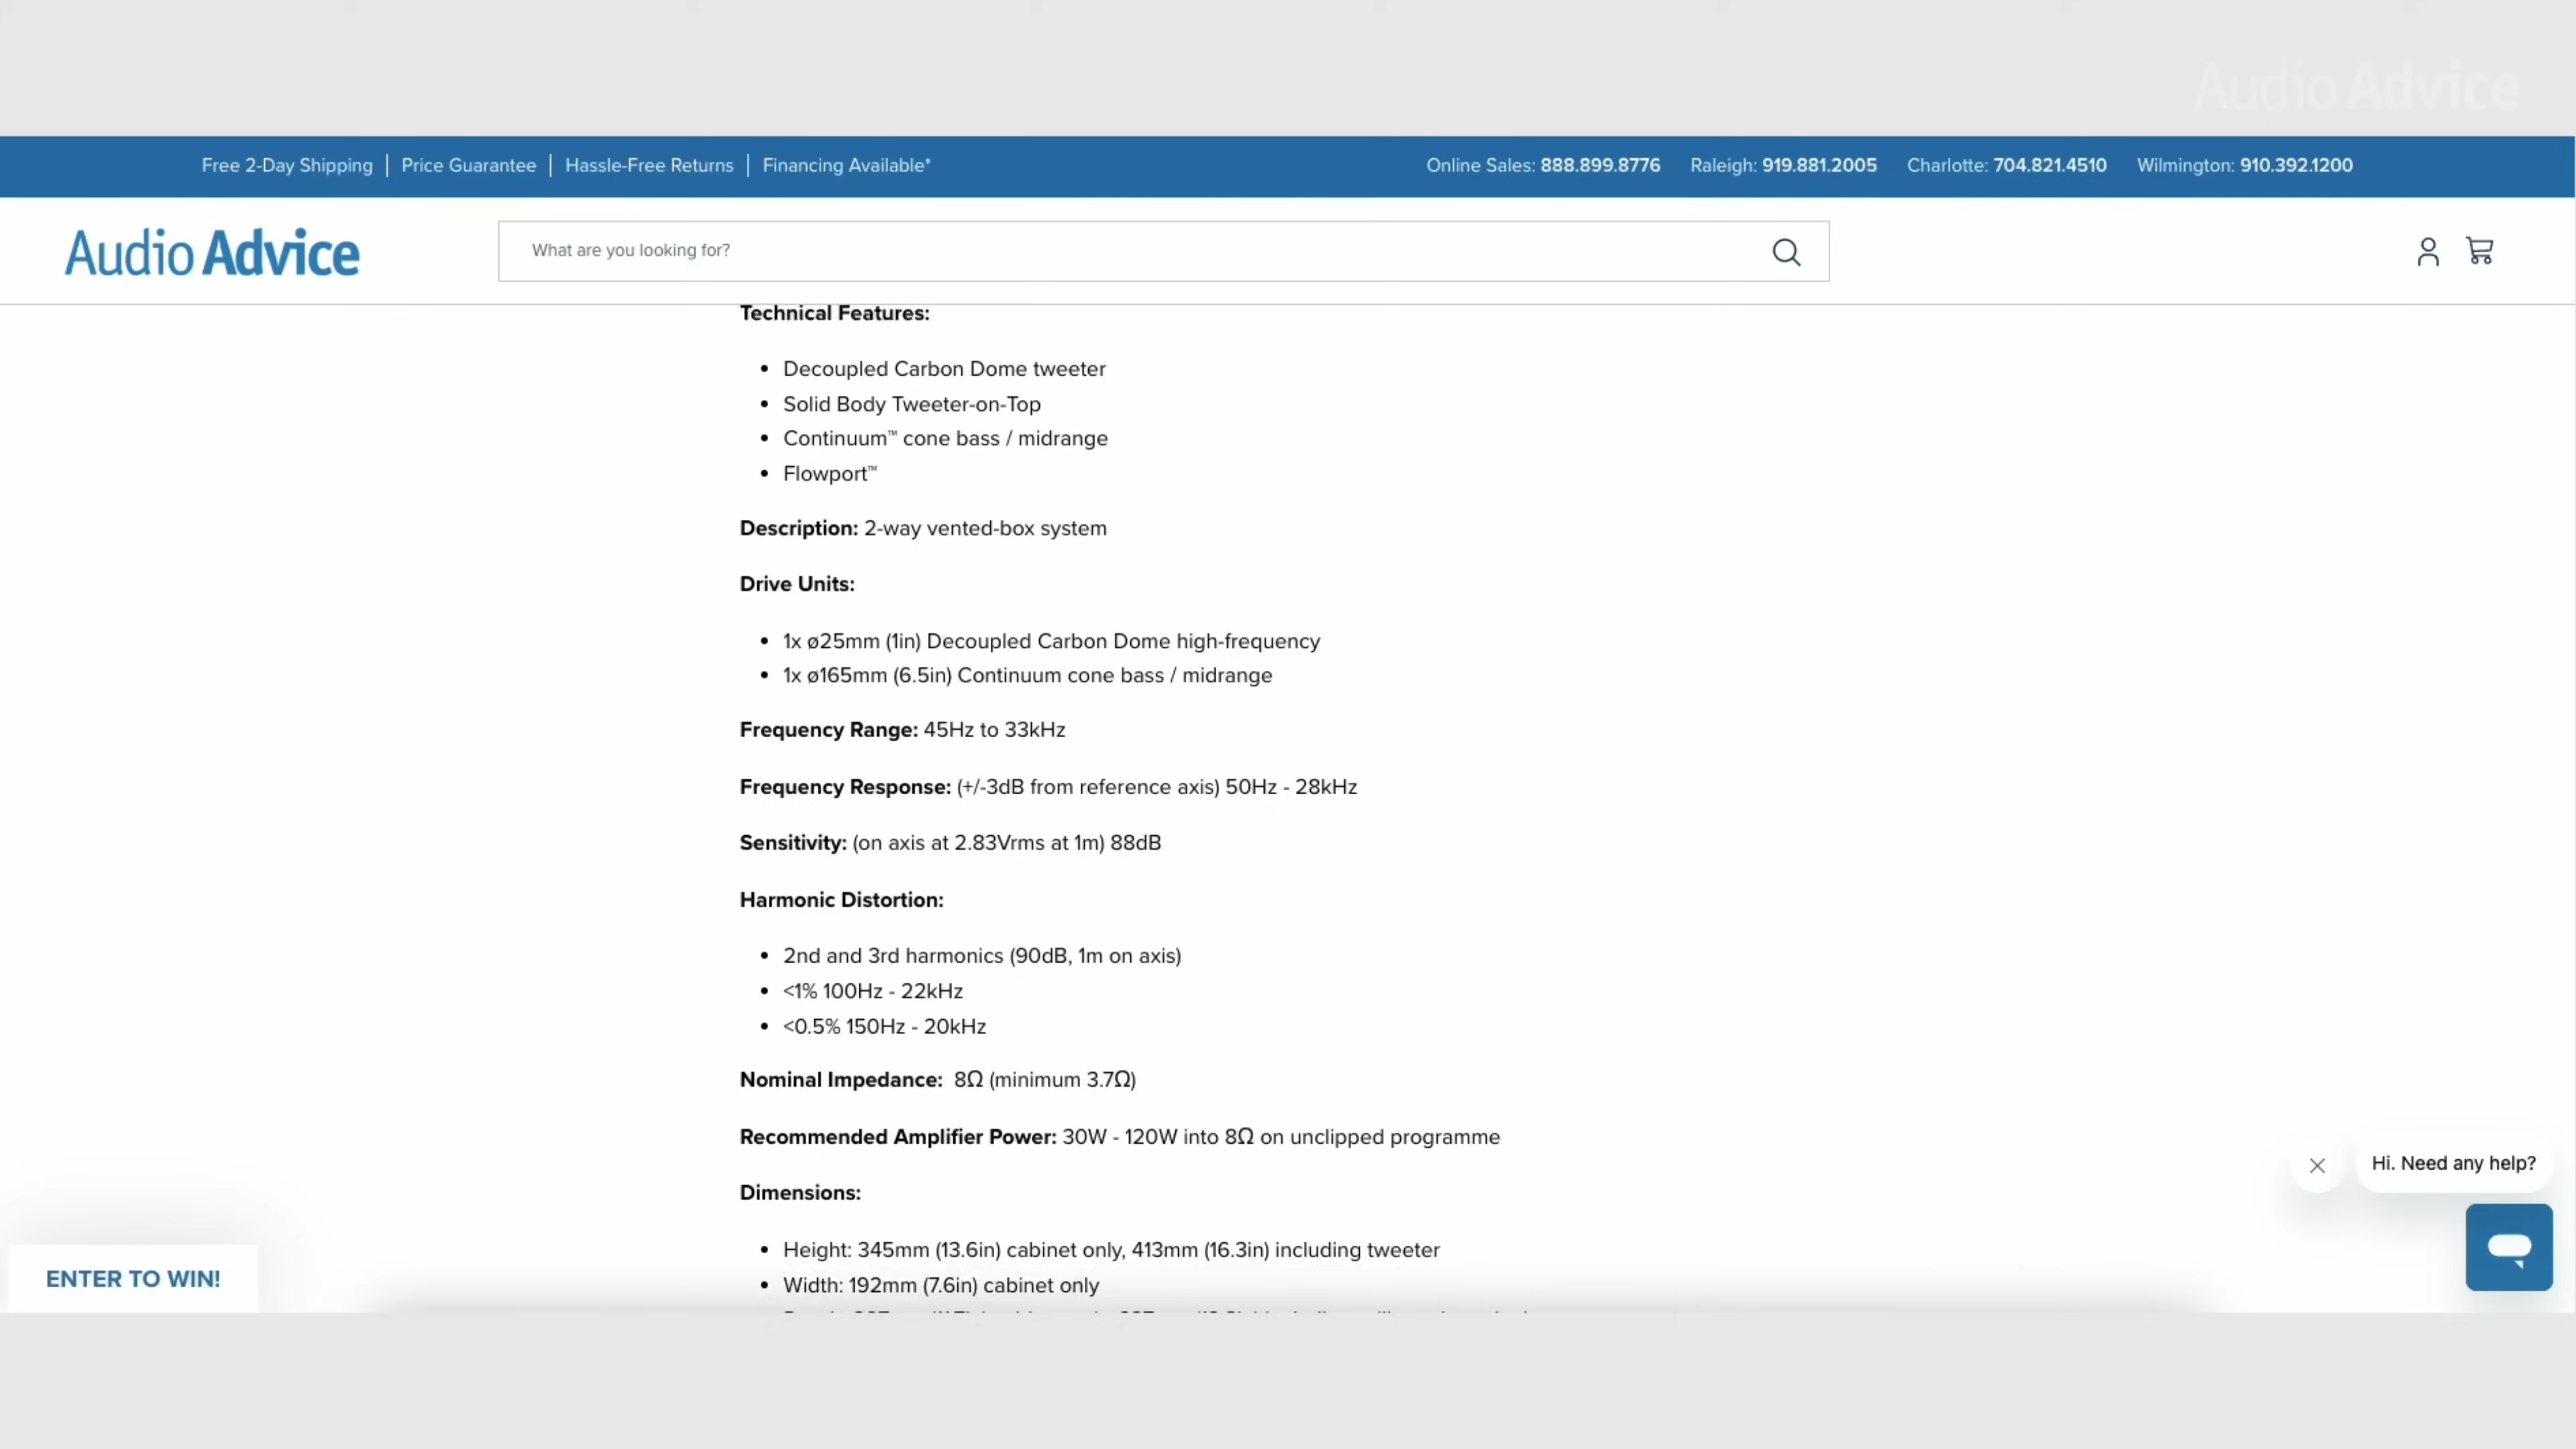 Audio Advice
Free 2-Day Shipping | Price Guarantee | Hassle-Free Returns | Financing Available*
Online Sales: 888.899.8776 Raleigh: 919.881.2005 Charlotte: 704.821.4510 Wilmington: 910.392.1200
Audio Advice
What are you looking for?
Technical Features:
• Decoupled Carbon Dome tweeter
• Solid Body Tweeter-on-Top
• Continuum™ cone bass / midrange
• Flowport™
Description: 2-way vented-box system
Drive Units:
• 1x ø25mm (1in) Decoupled Carbon Dome high-frequency
• 1x ø165mm (6.5in) Continuum cone bass / midrange
Frequency Range: 45Hz to 33kHz
Frequency Response: (+/-3dB from reference axis) 50Hz - 28kHz
Sensitivity: (on axis at 2.83Vrms at 1m) 88dB
Harmonic Distortion:
• 2nd and 3rd harmonics (90dB, 1m on axis)
• <1% 100Hz - 22kHz
• <0.5% 150Hz - 20kHz
Nominal Impedance: 8Ω (minimum 3.7Ω)
Recommended Amplifier Power: 30W - 120W into 8Ω on unclipped programme
Dimensions:
• Height: 345mm (13.6in) cabinet only, 413mm (16.3in) including tweeter
• Width: 192mm (7.6in) cabinet only
Hi. Need any help?
ENTER TO WIN!